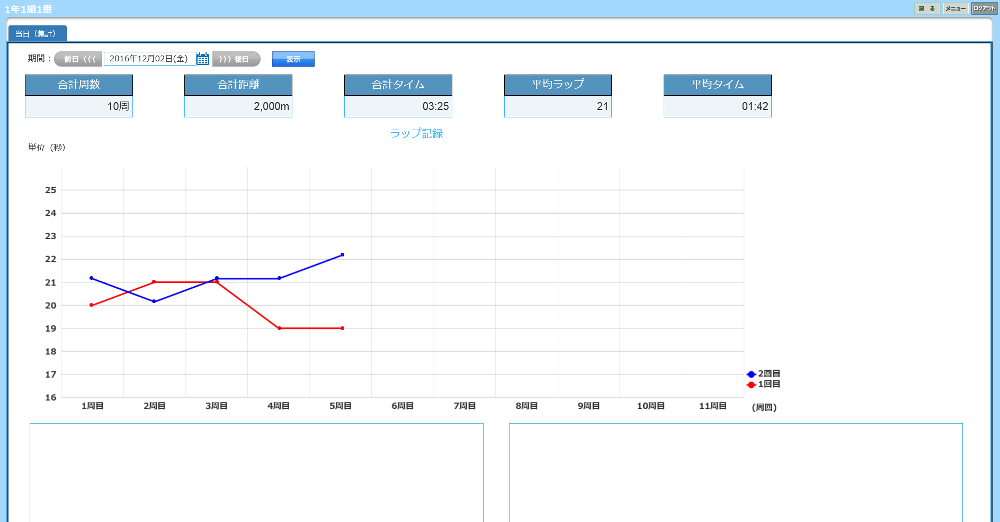 1年1組1番
戻 る メニュー ログアウト
当日（集計）
期間： 前日 〈〈〈 2016年12月02日(金) 〉〉〉後日 表示
合計周数 合計距離 合計タイム 平均ラップ 平均タイム
10周 2,000m 03:25 21 01:42
ラップ記録
単位（秒）
25
24
23
22
21
20
19
18
17
16
2回目
1回目
1周目 2周目 3周目 4周目 5周目 6周目 7周目 8周目 9周目 10周目 11周目 (周回)